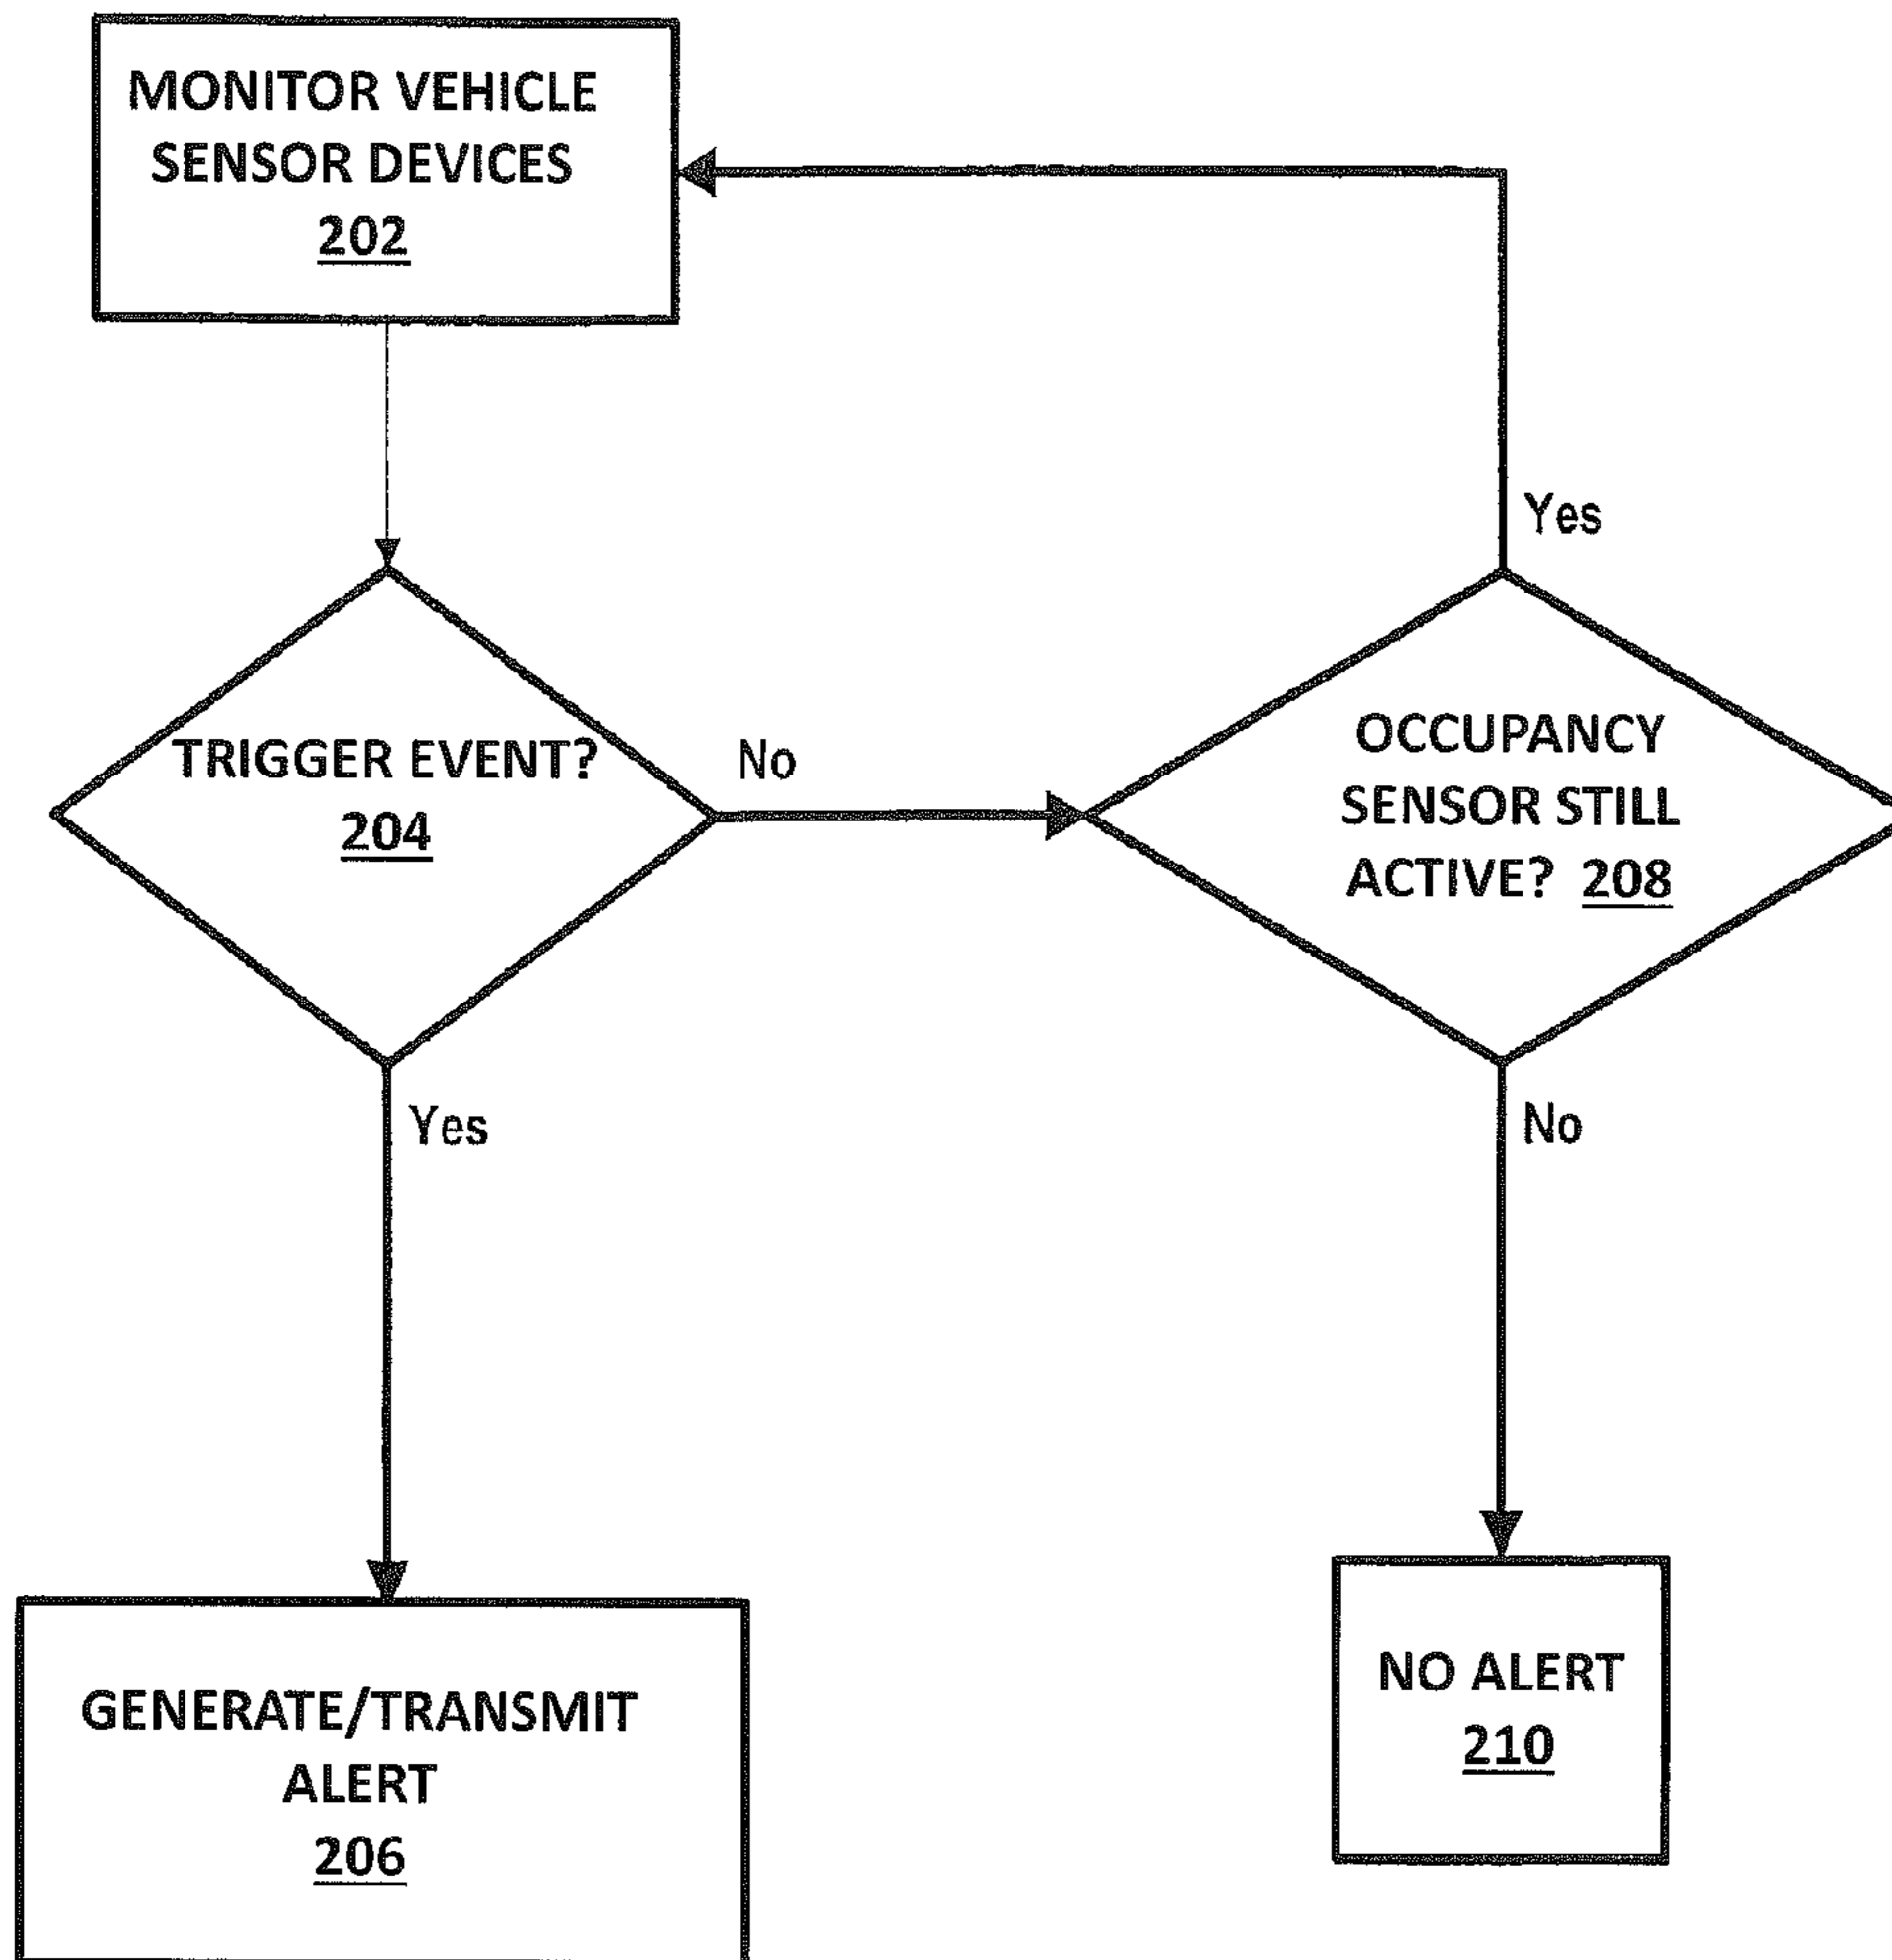 MONITOR VEHICLE
SENSOR DEVICES
202
Yes
TRIGGER EVENT?
204
No
OCCUPANCY
SENSOR STILL
ACTIVE? 208
Yes
No
GENERATE/TRANSMIT
ALERT
206
NO ALERT
210